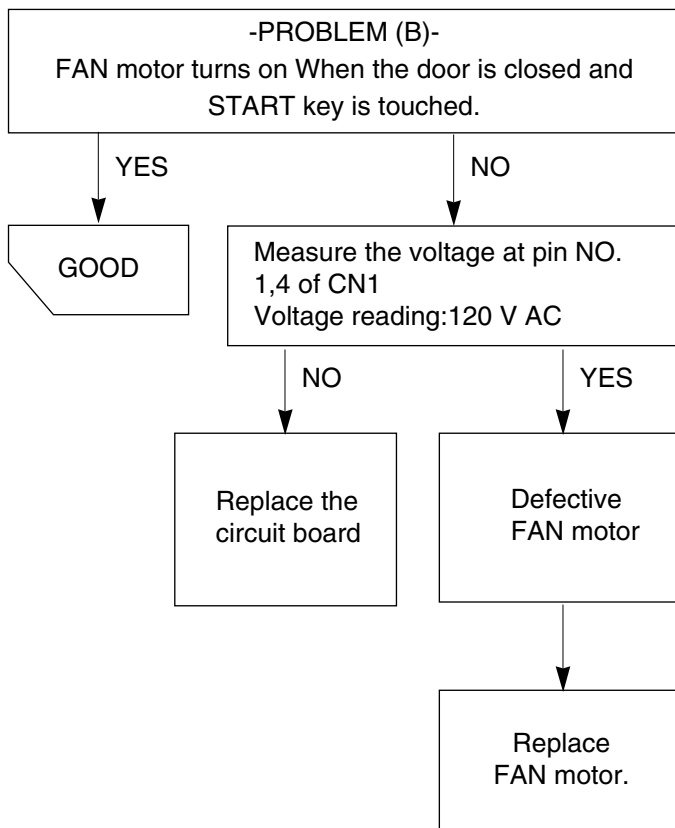 -PROBLEM (B)-
FAN motor turns on When the door is closed and
START key is touched.
YES
NO
GOOD
Measure the voltage at pin NO.
1,4 of CN1
Voltage reading:120 V AC
NO
YES
Replace the
circuit board
Defective
FAN motor
Replace
FAN motor.